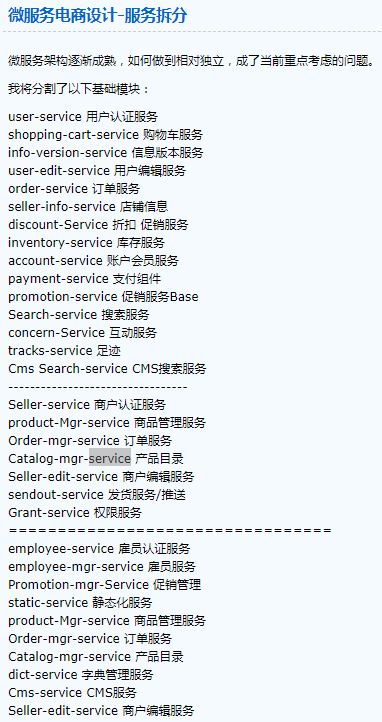 微服务电商设计-服务拆分
微服务架构逐渐成熟，如何做到相对独立，成了当前重点考虑的问题。
我将分割了以下基础模块：
user-service 用户认证服务
shopping-cart-service 购物车服务
info-version-service 信息版本服务
user-edit-service 用户编辑服务
order-service 订单服务
seller-info-service 店铺信息
discount-Service 折扣 促销服务
inventory-service 库存服务
account-service 账户会员服务
payment-service 支付组件
promotion-service 促销服务Base
Search-service 搜索服务
concern-Service 互动服务
tracks-service 足迹
Cms Search-service CMS搜索服务
---------------------------------
Seller-service 商户认证服务
product-Mgr-service 商品管理服务
Order-mgr-service 订单服务
Catalog-mgr-service 产品目录
Seller-edit-service 商户编辑服务
sendout-service 发货服务/推送
Grant-service 权限服务
=================================
employee-service 雇员认证服务
employee-mgr-service 雇员服务
Promotion-mgr-Service 促销管理
static-service 静态化服务
product-Mgr-service 商品管理服务
Order-mgr-service 订单服务
Catalog-mgr-service 产品目录
dict-service 字典管理服务
Cms-service CMS服务
Seller-edit-service 商户编辑服务